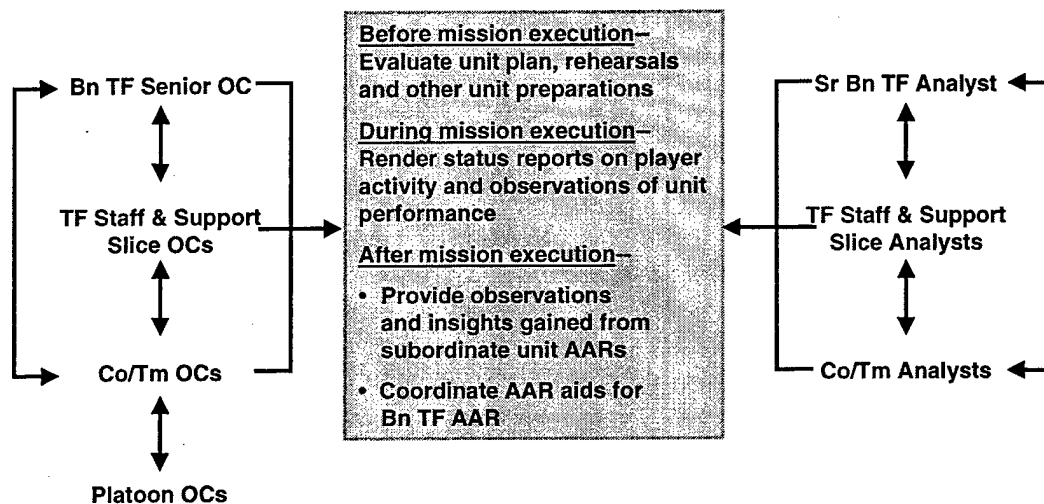 Bn TF Senior OC
TF Staff & Support
Slice OCs
Co/Tm OCs
Platoon OCs
Before mission execution–
Evaluate unit plan, rehearsals
and other unit preparations
During mission execution–
Render status reports on player
activity and observations of unit
performance
After mission execution–
• Provide observations
and insights gained from
subordinate unit AARs
• Coordinate AAR aids for
Bn TF AAR
Sr Bn TF Analyst
TF Staff & Support
Slice Analysts
Co/Tm Analysts